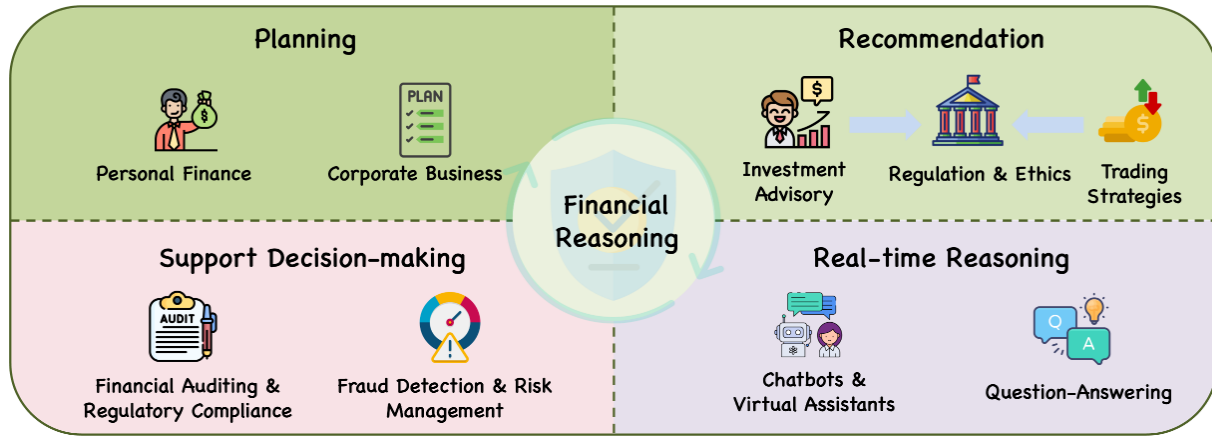 Planning
Personal Finance
PLAN
Corporate Business
Recommendation
$
$
$
Investment
Advisory
Regulation & Ethics
Trading
Strategies
Financial
Reasoning
Support Decision-making
AUDIT
Financial Auditing &
Regulatory Compliance
!
Fraud Detection & Risk
Management
Real-time Reasoning
Chatbots &
Virtual Assistants
Q
A
Question-Answering